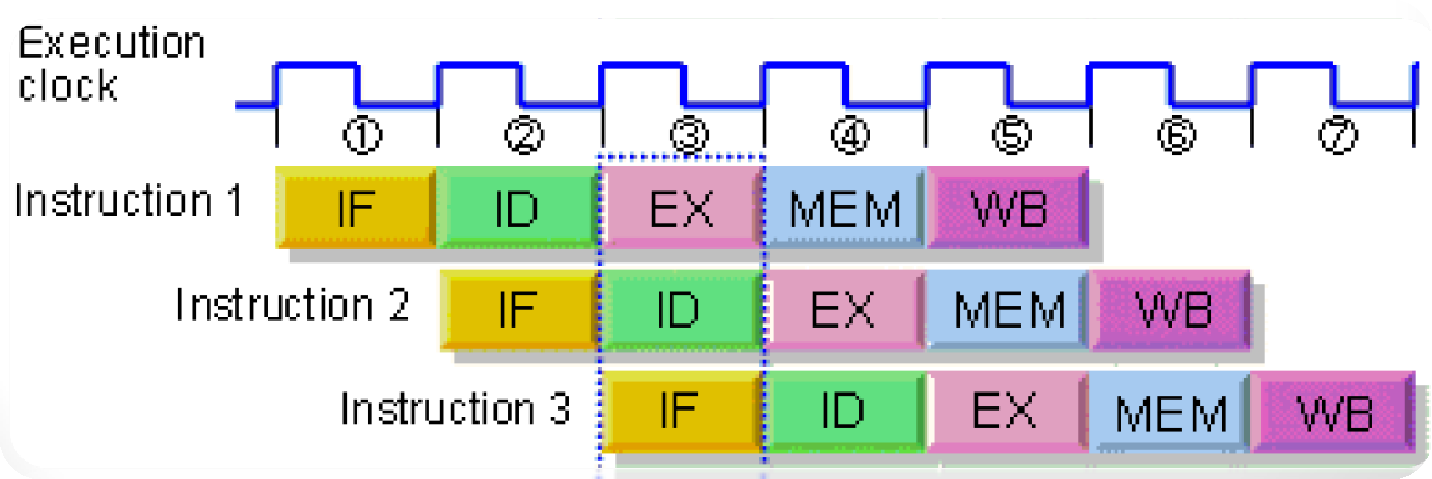 Execution
clock
① ② ③ ④ ⑤ ⑥ ⑦
Instruction 1 IF ID EX MEM WB
Instruction 2 IF ID EX MEM WB
Instruction 3 IF ID EX MEM WB